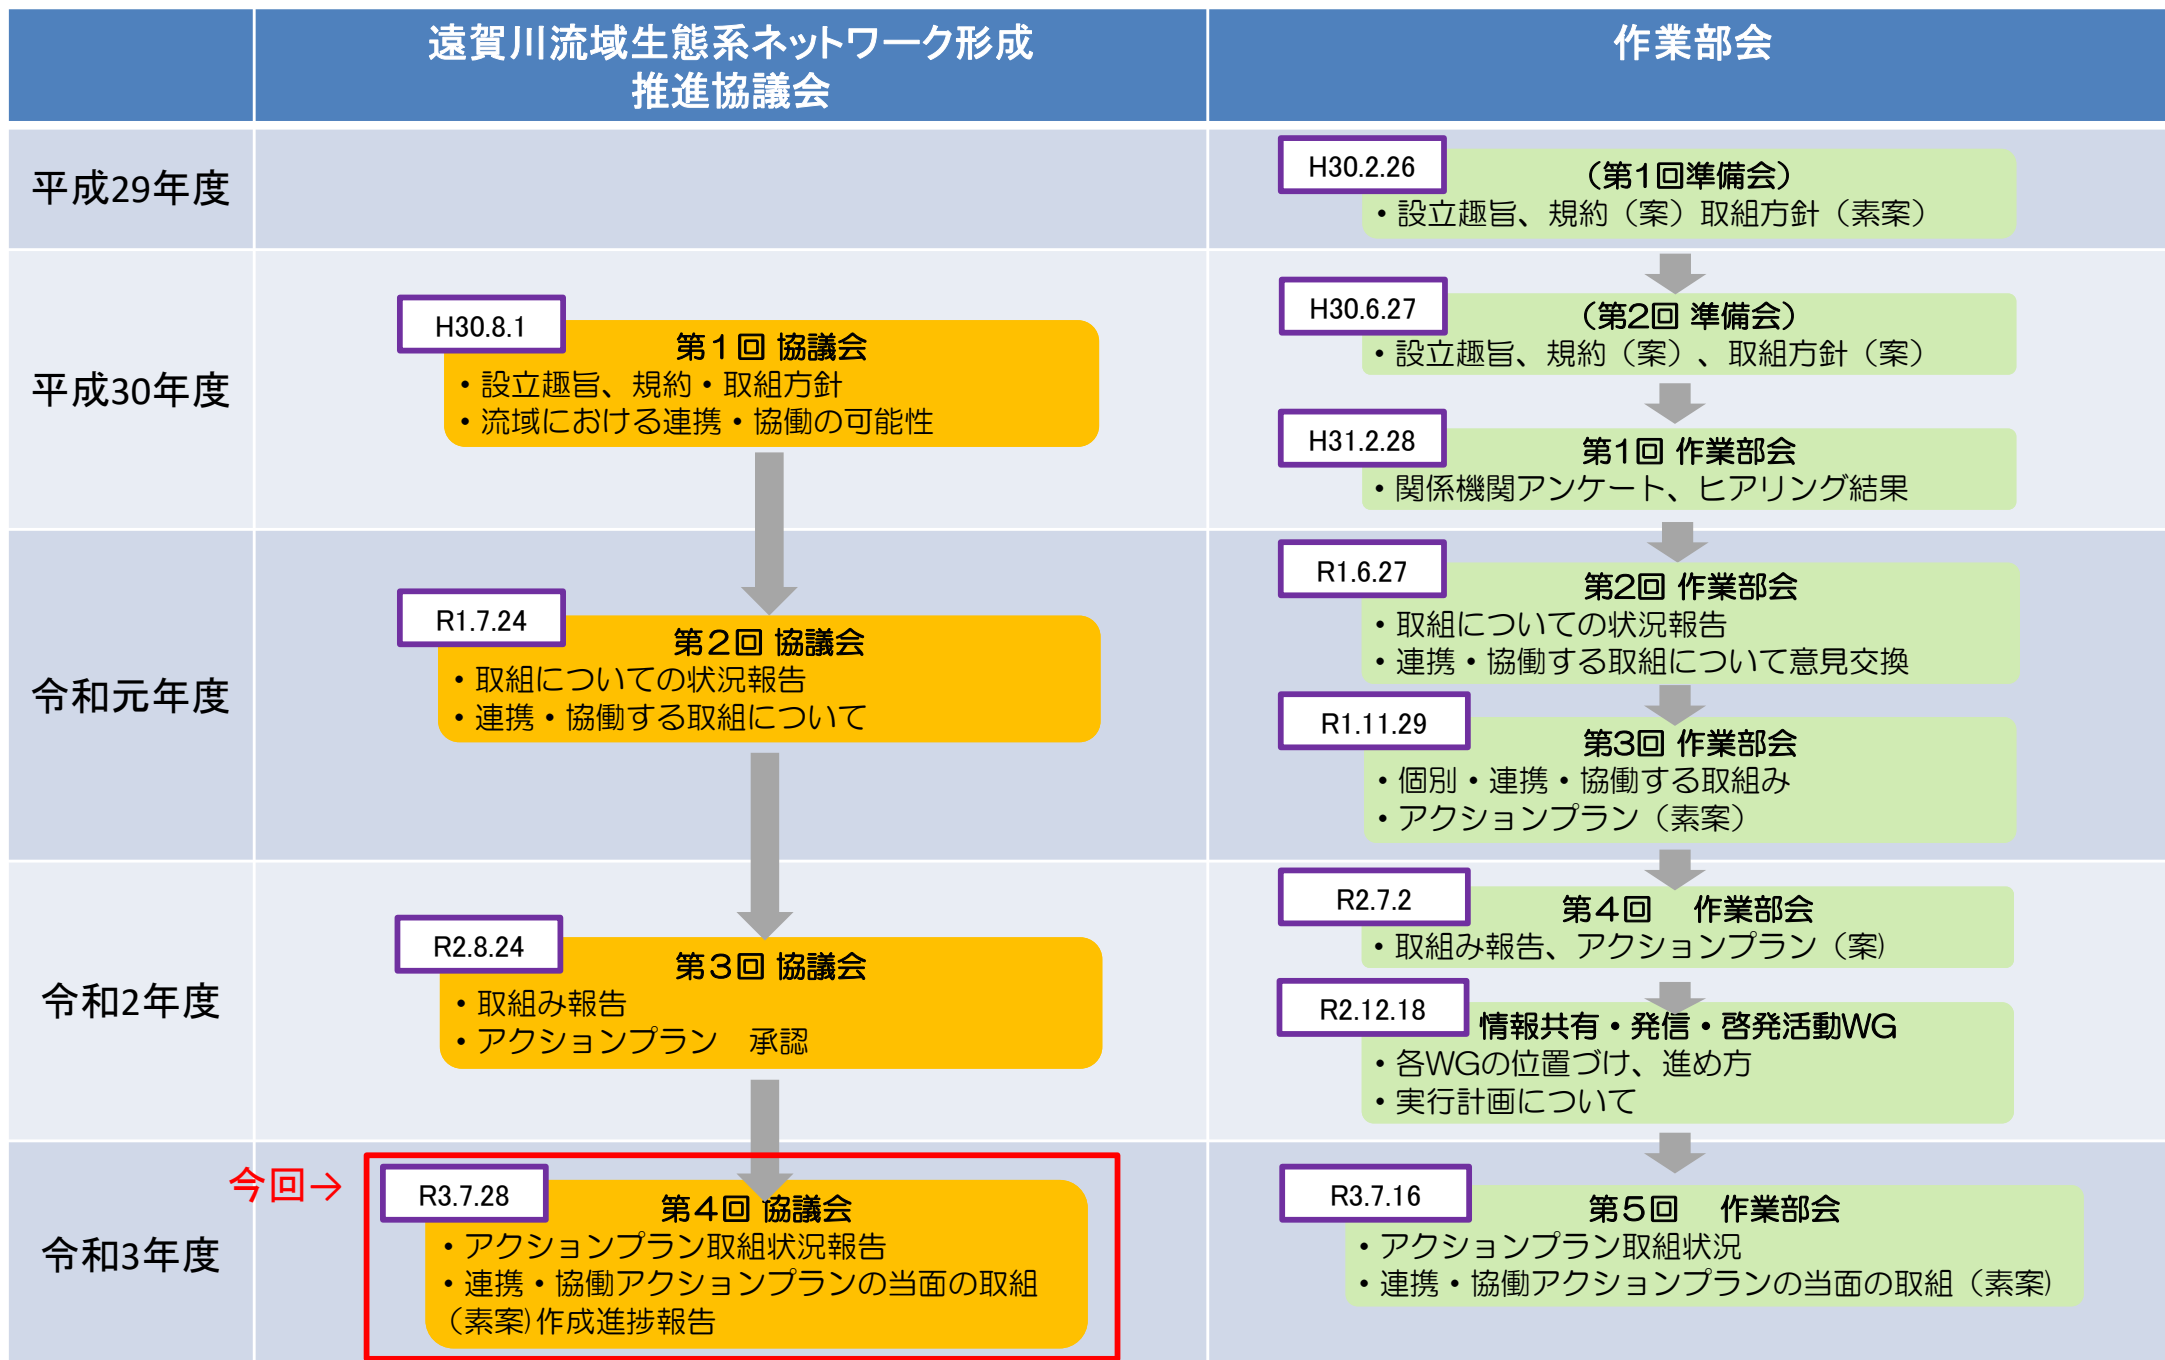 遠賀川流域生態系ネットワーク形成
推進協議会
作業部会
平成29年度
H30.2.26
（第1回準備会）
・設立趣旨、規約（案）取組方針（素案）
平成30年度
H30.8.1
第１回 協議会
・設立趣旨、規約・取組方針
・流域における連携・協働の可能性
H30.6.27
（第2回 準備会）
・設立趣旨、規約（案）、取組方針（案）
H31.2.28
第1回 作業部会
・関係機関アンケート、ヒアリング結果
令和元年度
R1.7.24
第２回 協議会
・取組についての状況報告
・連携・協働する取組について
R1.6.27
第2回 作業部会
・取組についての状況報告
・連携・協働する取組について意見交換
R1.11.29
第3回 作業部会
・個別・連携・協働する取組み
・アクションプラン（素案）
令和2年度
R2.8.24
第３回 協議会
・取組み報告
・アクションプラン　承認
R2.7.2
第４回　作業部会
・取組み報告、アクションプラン（案)
R2.12.18
情報共有・発信・啓発活動WG
・各WGの位置づけ、進め方
・実行計画について
令和3年度
今回→
R3.7.28
第４回 協議会
・アクションプラン取組状況報告
・連携・協働アクションプランの当面の取組
（素案)作成進捗報告
R3.7.16
第５回　作業部会
・アクションプラン取組状況
・連携・協働アクションプランの当面の取組（素案)